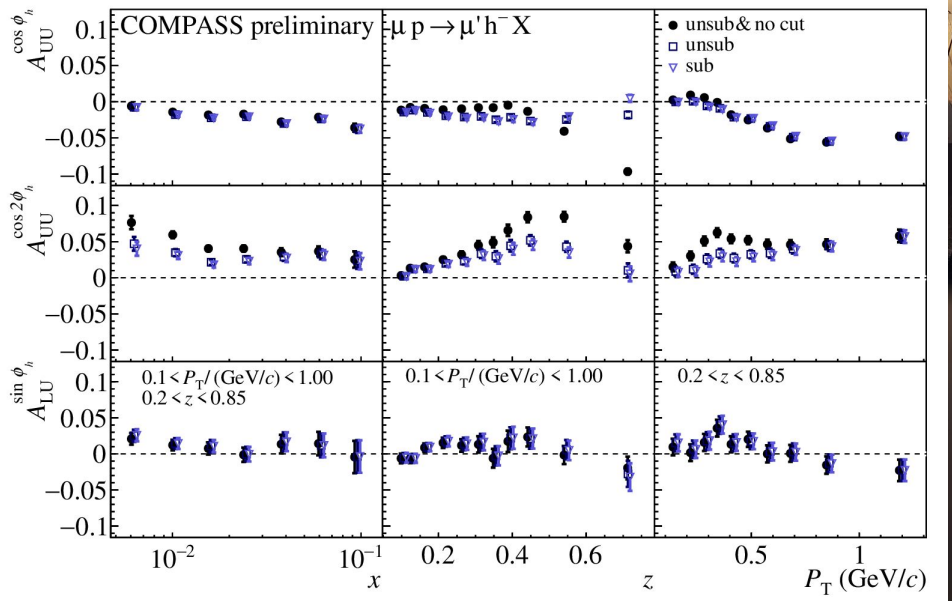 COMPASS preliminary
μ p → μ' h⁻ X
unsub & no cut
unsub
sub
A_UU^{cos ϕ_h}
0.1
0.05
0
−0.05
−0.1
A_UU^{cos 2ϕ_h}
0.1
0.05
0
−0.05
−0.1
A_LU^{sin ϕ_h}
0.1
0.05
0
−0.05
−0.1
0.1 < P_T / (GeV/c) < 1.00
0.2 < z < 0.85
0.1 < P_T / (GeV/c) < 1.00
0.2 < z < 0.85
10⁻² 10⁻¹
x
0.2 0.4 0.6
z
0.5 1
P_T (GeV/c)